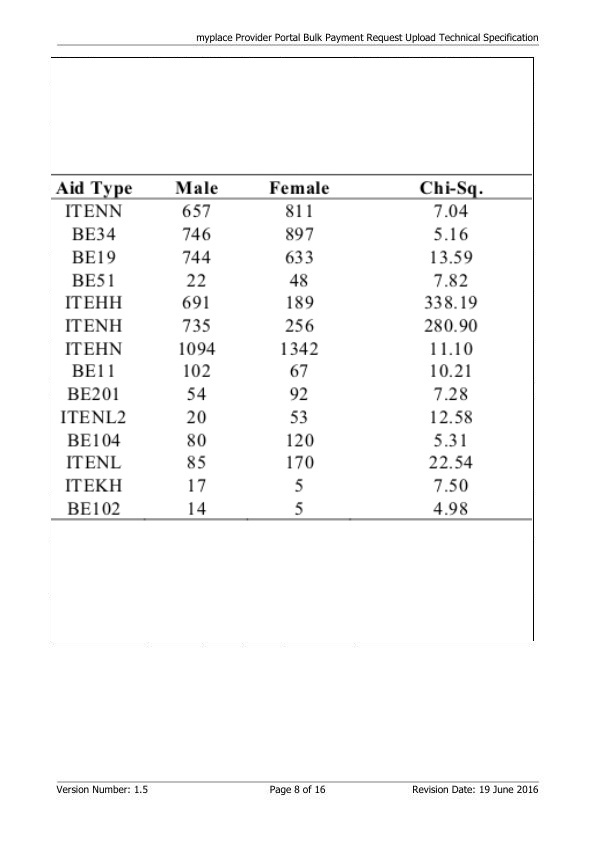 myplace Provider Portal Bulk Payment Request Upload Technical Specification
Aid Type Male Female Chi-Sq.
ITENN 657 811 7.04
BE34 746 897 5.16
BE19 744 633 13.59
BE51 22 48 7.82
ITEHH 691 189 338.19
ITENH 735 256 280.90
ITEHN 1094 1342 11.10
BE11 102 67 10.21
BE201 54 92 7.28
ITENL2 20 53 12.58
BE104 80 120 5.31
ITENL 85 170 22.54
ITEKH 17 5 7.50
BE102 14 5 4.98
Version Number: 1.5 Page 8 of 16 Revision Date: 19 June 2016